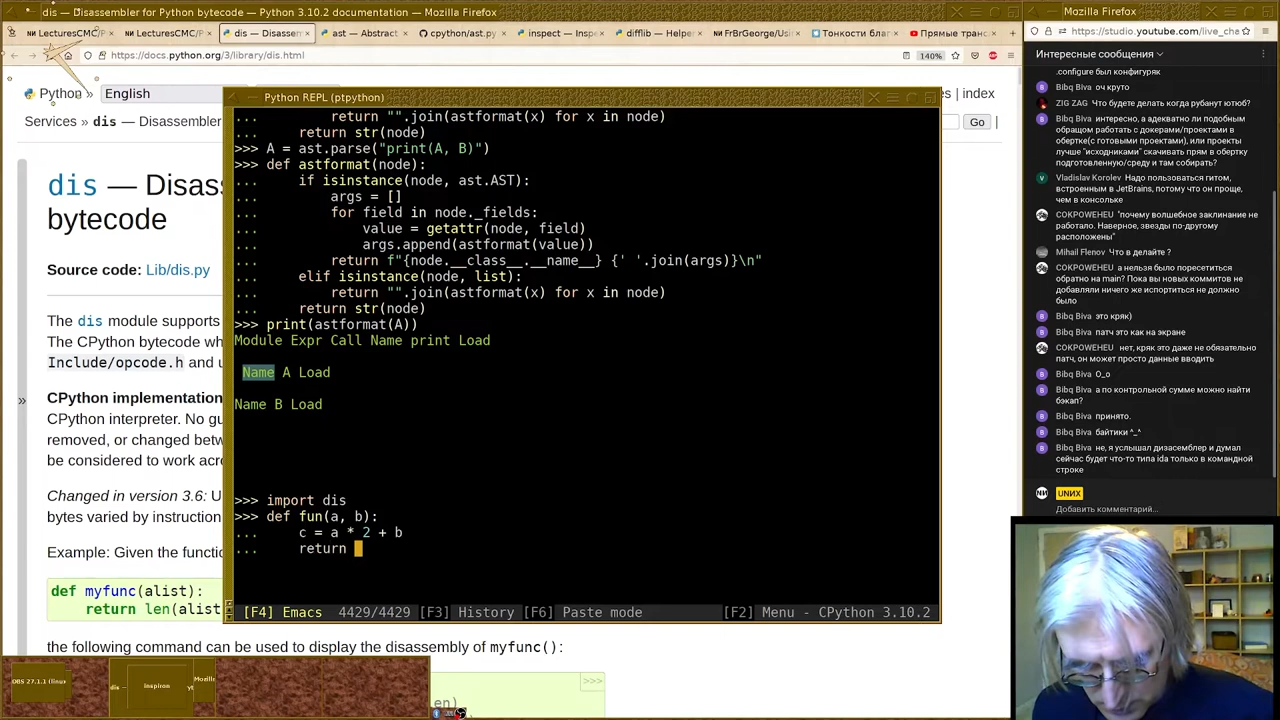 dis — Disassembler for Python bytecode — Python 3.10.2 documentation — Mozilla Firefox
LecturesCMC/P
LecturesCMC/P
dis — Disassem
ast — Abstract
cpython/ast.py
inspect — Inspe
difflib — Helper
FrBrGeorge/Usi
Тонкости благ
Прямые транс
https://docs.python.org/3/library/dis.html
140%
Python »
English
index
Services » dis — Disassembler
Go
dis — Disass
bytecode
Source code: Lib/dis.py
The dis module supports
The CPython bytecode wh
Include/opcode.h and u
CPython implementation
CPython interpreter. No gu
removed, or changed betw
be considered to work acro
Changed in version 3.6: U
bytes varied by instruction
Example: Given the functio
def myfunc(alist):
return len(alist
the following command can be used to display the disassembly of myfunc():
>>>
en)
Python REPL (ptpython)
... return "".join(astformat(x) for x in node)
... return str(node)
>>> A = ast.parse("print(A, B)")
>>> def astformat(node):
... if isinstance(node, ast.AST):
... args = []
... for field in node._fields:
... value = getattr(node, field)
... args.append(astformat(value))
... return f"{node.__class__.__name__} {' '.join(args)}\n"
... elif isinstance(node, list):
... return "".join(astformat(x) for x in node)
... return str(node)
>>> print(astformat(A))
Module Expr Call Name print Load
Name A Load
Name B Load
>>> import dis
>>> def fun(a, b):
... c = a * 2 + b
... return
[F4] Emacs 4429/4429 [F3] History [F6] Paste mode [F2] Menu - CPython 3.10.2
DBS 27.1.1 (linux
dis —
inspiron
Mozill
Mozilla Firefox
https://studio.youtube.com/live_cha
Интересные сообщения
.configure был конфигуряк
Bibq Biva оч круто
ZIG ZAG Что будете делать когда рубанут ютюб?
Bibq Biva интересно, а адекватно ли подобным
образом работать с докерами/проектами в
обертке(с готовыми проектами), или проекты
лучше "исходниками" скачивать прям в обертку
подготовленную/среду и там собирать?
Vladislav Korolev Надо пользоваться гитом,
встроенным в JetBrains, потому что он проще,
чем в консольке
COKPOWEHEU "почему волшебное заклинание не
работало. Наверное, звезды по-другому
расположены"
Mihail Flenov Что в делайте ?
COKPOWEHEU а нельзя было поресетиться
обратно на main? Пока вы новых коммитов не
добавляли ничего же испортиться не должно
было
Bibq Biva это кряк)
Bibq Biva патч это как на экране
COKPOWEHEU нет, кряк это даже не обязательно
патч, он может просто данные вводить
Bibq Biva O_o
Bibq Biva а по контрольной сумме можно найти
бэкап?
Bibq Biva принято.
Bibq Biva байтики ^_^
Bibq Biva не, я услышал дизасемблер и думал
сейчас будет что-то типа ida только в командной
строке
UNИX
Добавить комментарий...